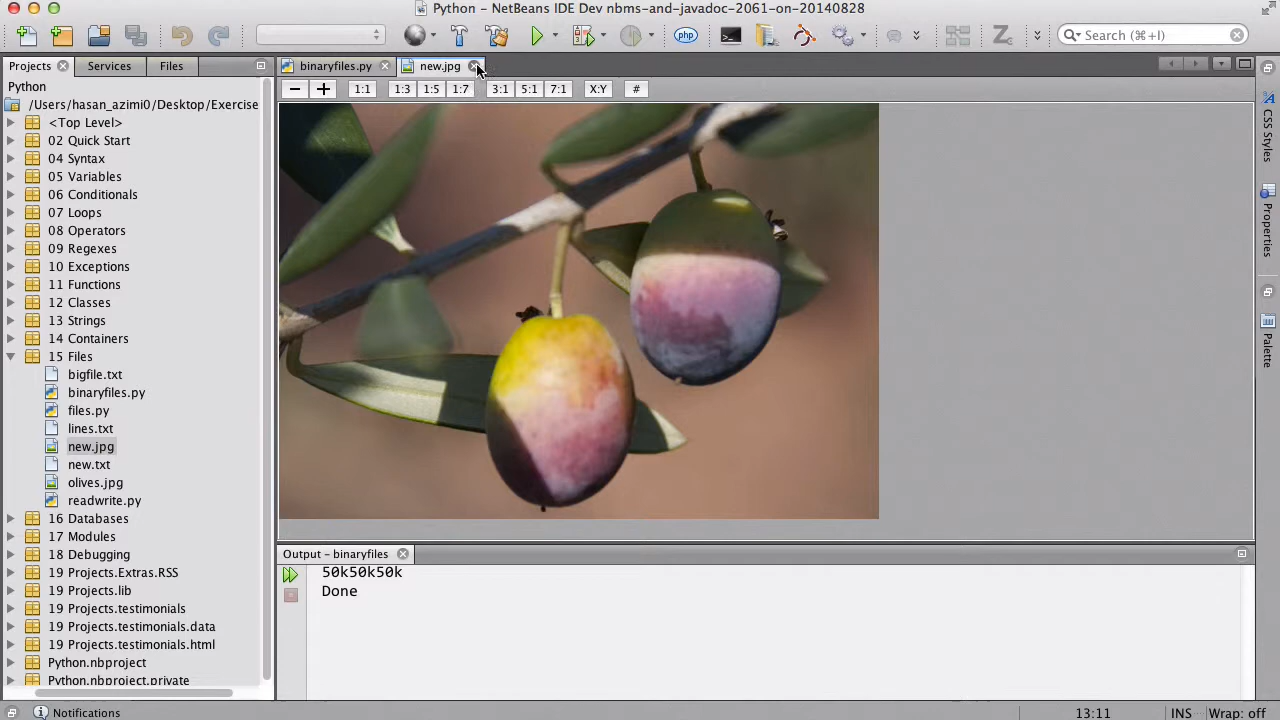 Python - NetBeans IDE Dev nbms-and-javadoc-2061-on-20140828
php
Search (⌘+I)
Projects Services Files
binaryfiles.py new.jpg
Python
1:1 1:3 1:5 1:7 3:1 5:1 7:1 X:Y #
/Users/hasan_azimi0/Desktop/Exercise
<Top Level>
02 Quick Start
04 Syntax
05 Variables
06 Conditionals
07 Loops
08 Operators
09 Regexes
10 Exceptions
11 Functions
12 Classes
13 Strings
14 Containers
15 Files
bigfile.txt
binaryfiles.py
files.py
lines.txt
new.jpg
new.txt
olives.jpg
readwrite.py
16 Databases
17 Modules
18 Debugging
19 Projects.Extras.RSS
19 Projects.lib
19 Projects.testimonials
19 Projects.testimonials.data
19 Projects.testimonials.html
Python.nbproject
Python.nbproject.private
CSS Styles
Properties
Palette
Output - binaryfiles
50k50k50k
Done
Notifications
13:11 INS Wrap: off